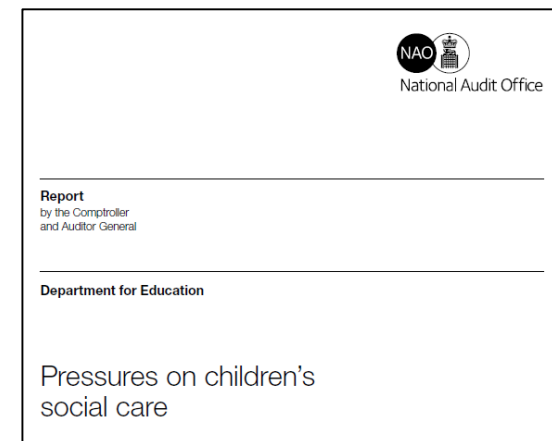 NAO
National Audit Office
Report
by the Comptroller
and Auditor General
Department for Education
Pressures on children's
social care